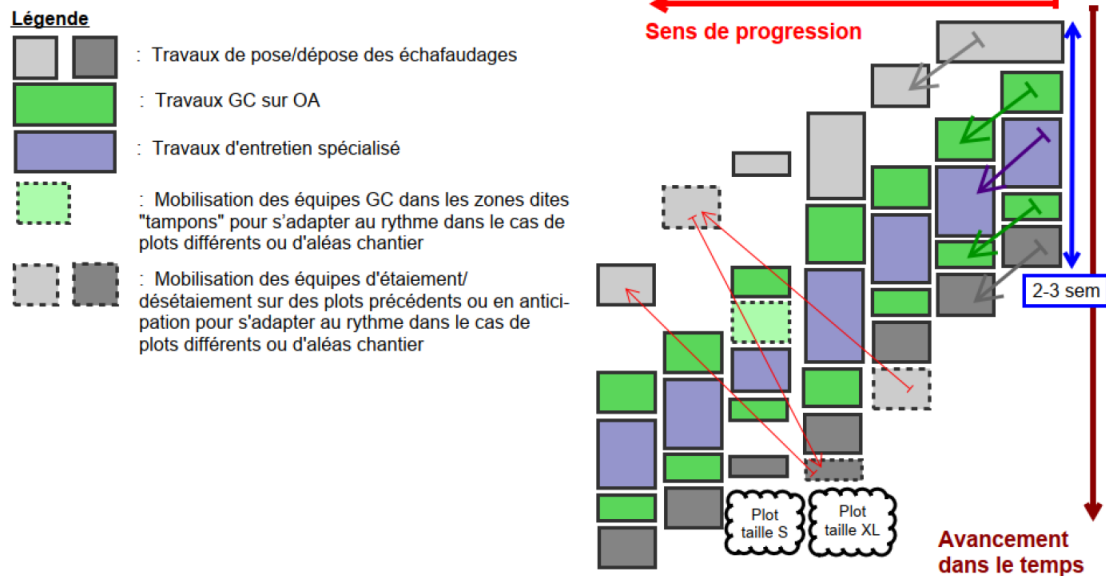 Légende
: Travaux de pose/dépose des échafaudages
: Travaux GC sur OA
: Travaux d'entretien spécialisé
: Mobilisation des équipes GC dans les zones dites
"tampons" pour s'adapter au rythme dans le cas de
plots différents ou d'aléas chantier
: Mobilisation des équipes d'étaiement/
désétaiement sur des plots précédents ou en antici-
pation pour s'adapter au rythme dans le cas de
plots différents ou d'aléas chantier
Sens de progression
2-3 sem
Plot
taille S
Plot
taille XL
Avancement
dans le temps